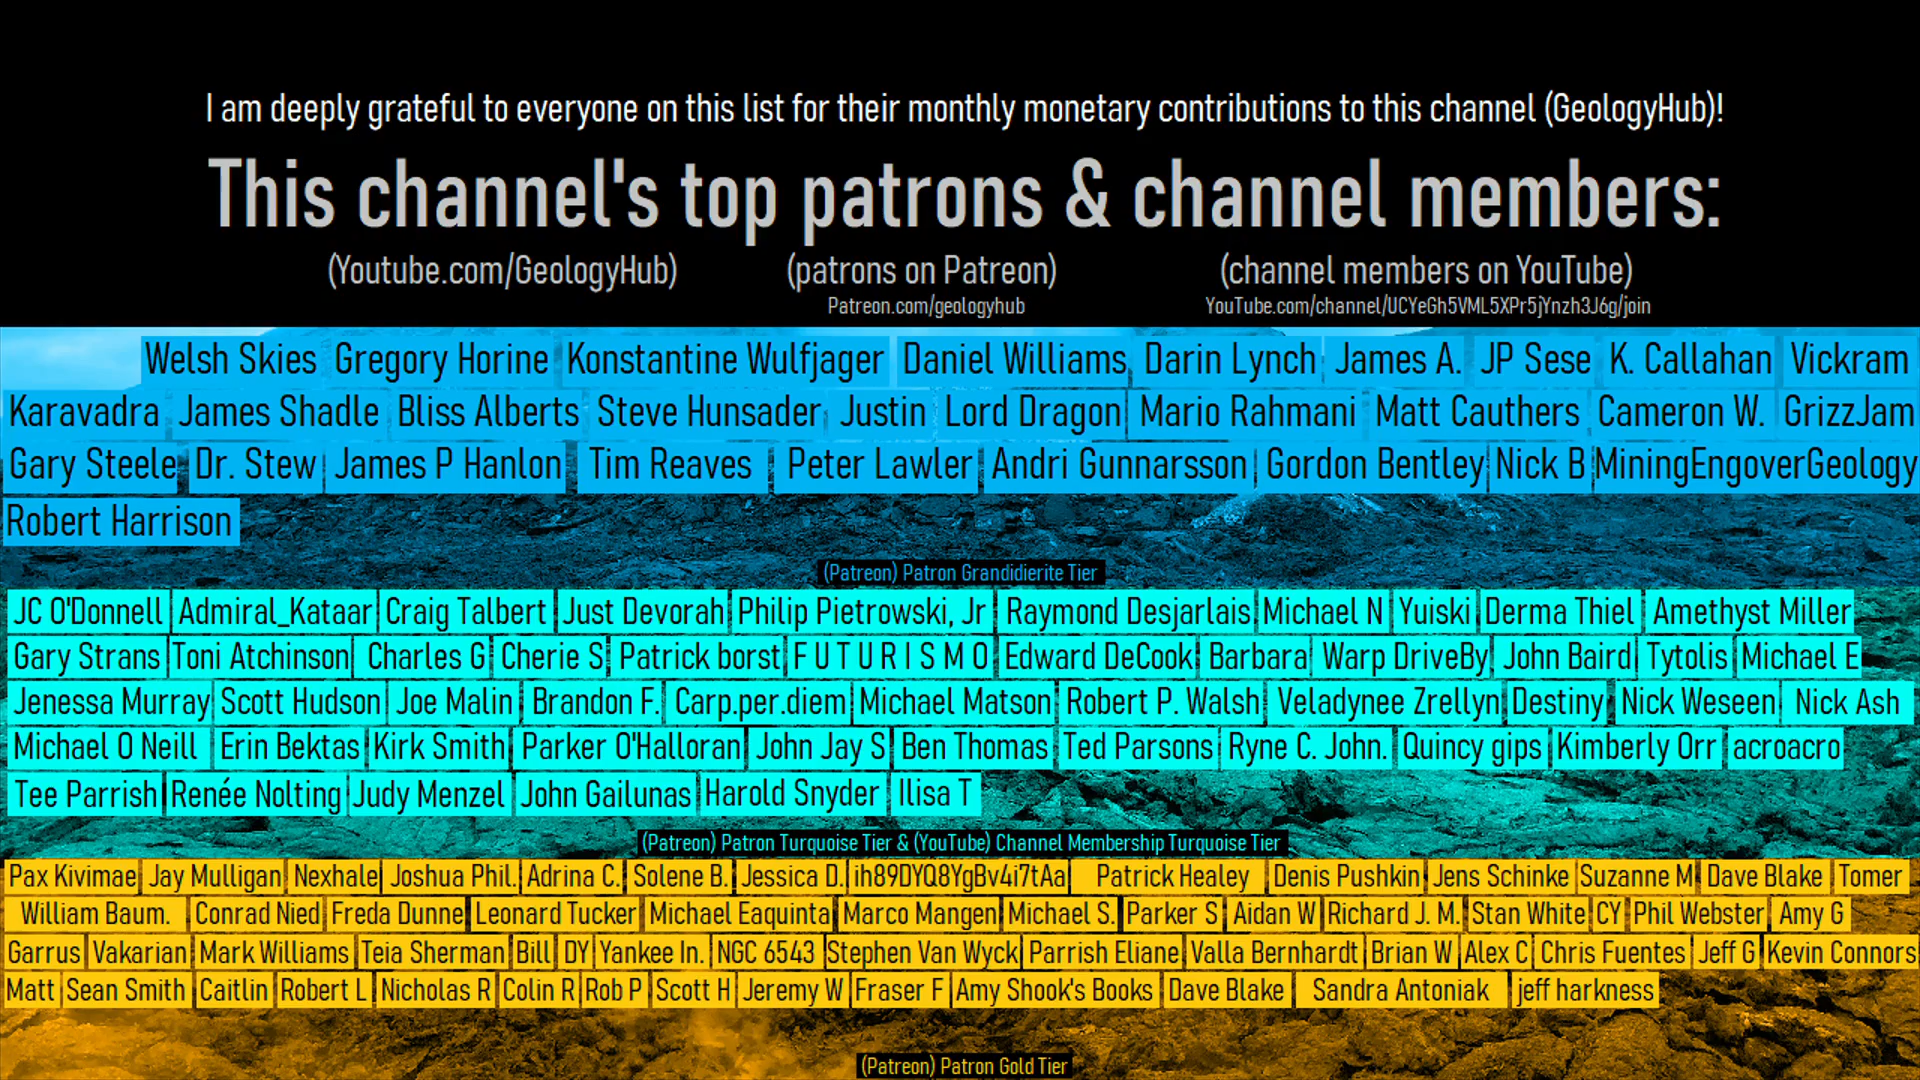 I am deeply grateful to everyone on this list for their monthly monetary contributions to this channel (GeologyHub)!
This channel's top patrons & channel members:
(Youtube.com/GeologyHub) (patrons on Patreon) (channel members on YouTube)
Patreon.com/geologyhub YouTube.com/channel/UCYeGh5VML5XPr5jYnzh3J6g/join
Welsh Skies Gregory Horine Konstantine Wulfjager Daniel Williams Darin Lynch James A. JP Sese K. Callahan Vickram
Karavadra James Shadle Bliss Alberts Steve Hunsader Justin Lord Dragon Mario Rahmani Matt Cauthers Cameron W. GrizzJam
Gary Steele Dr. Stew James P Hanlon Tim Reaves Peter Lawler Andri Gunnarsson Gordon Bentley Nick B MiningEngoverGeology
Robert Harrison
(Patreon) Patron Grandidierite Tier
JC O'Donnell Admiral_Kataar Craig Talbert Just Devorah Philip Pietrowski, Jr Raymond Desjarlais Michael N Yuiski Derma Thiel Amethyst Miller
Gary Strans Toni Atchinson Charles G Cherie S Patrick borst F U T U R I S M O Edward DeCook Barbara Warp DriveBy John Baird Tytolis Michael E
Jenessa Murray Scott Hudson Joe Malin Brandon F. Carp.per.diem Michael Matson Robert P. Walsh Veladynee Zrellyn Destiny Nick Weseen Nick Ash
Michael O Neill Erin Bektas Kirk Smith Parker O'Halloran John Jay S Ben Thomas Ted Parsons Ryne C. John. Quincy gips Kimberly Orr acroacro
Tee Parrish Renée Nolting Judy Menzel John Gailunas Harold Snyder Ilisa T
(Patreon) Patron Turquoise Tier & (YouTube) Channel Membership Turquoise Tier
Pax Kivimae Jay Mulligan Nexhale Joshua Phil. Adrina C. Solene B. Jessica D. ih89DYQ8YgBv4i7tAa Patrick Healey Denis Pushkin Jens Schinke Suzanne M Dave Blake Tomer
William Baum. Conrad Nied Freda Dunne Leonard Tucker Michael Eaquinta Marco Mangen Michael S. Parker S Aidan W Richard J. M. Stan White CY Phil Webster Amy G
Garrus Vakarian Mark Williams Teia Sherman Bill DY Yankee In. NGC 6543 Stephen Van Wyck Parrish Eliane Valla Bernhardt Brian W Alex C Chris Fuentes Jeff G Kevin Connors
Matt Sean Smith Caitlin Robert L Nicholas R Colin R Rob P Scott H Jeremy W Fraser F Amy Shook's Books Dave Blake Sandra Antoniak jeff harkness
(Patreon) Patron Gold Tier